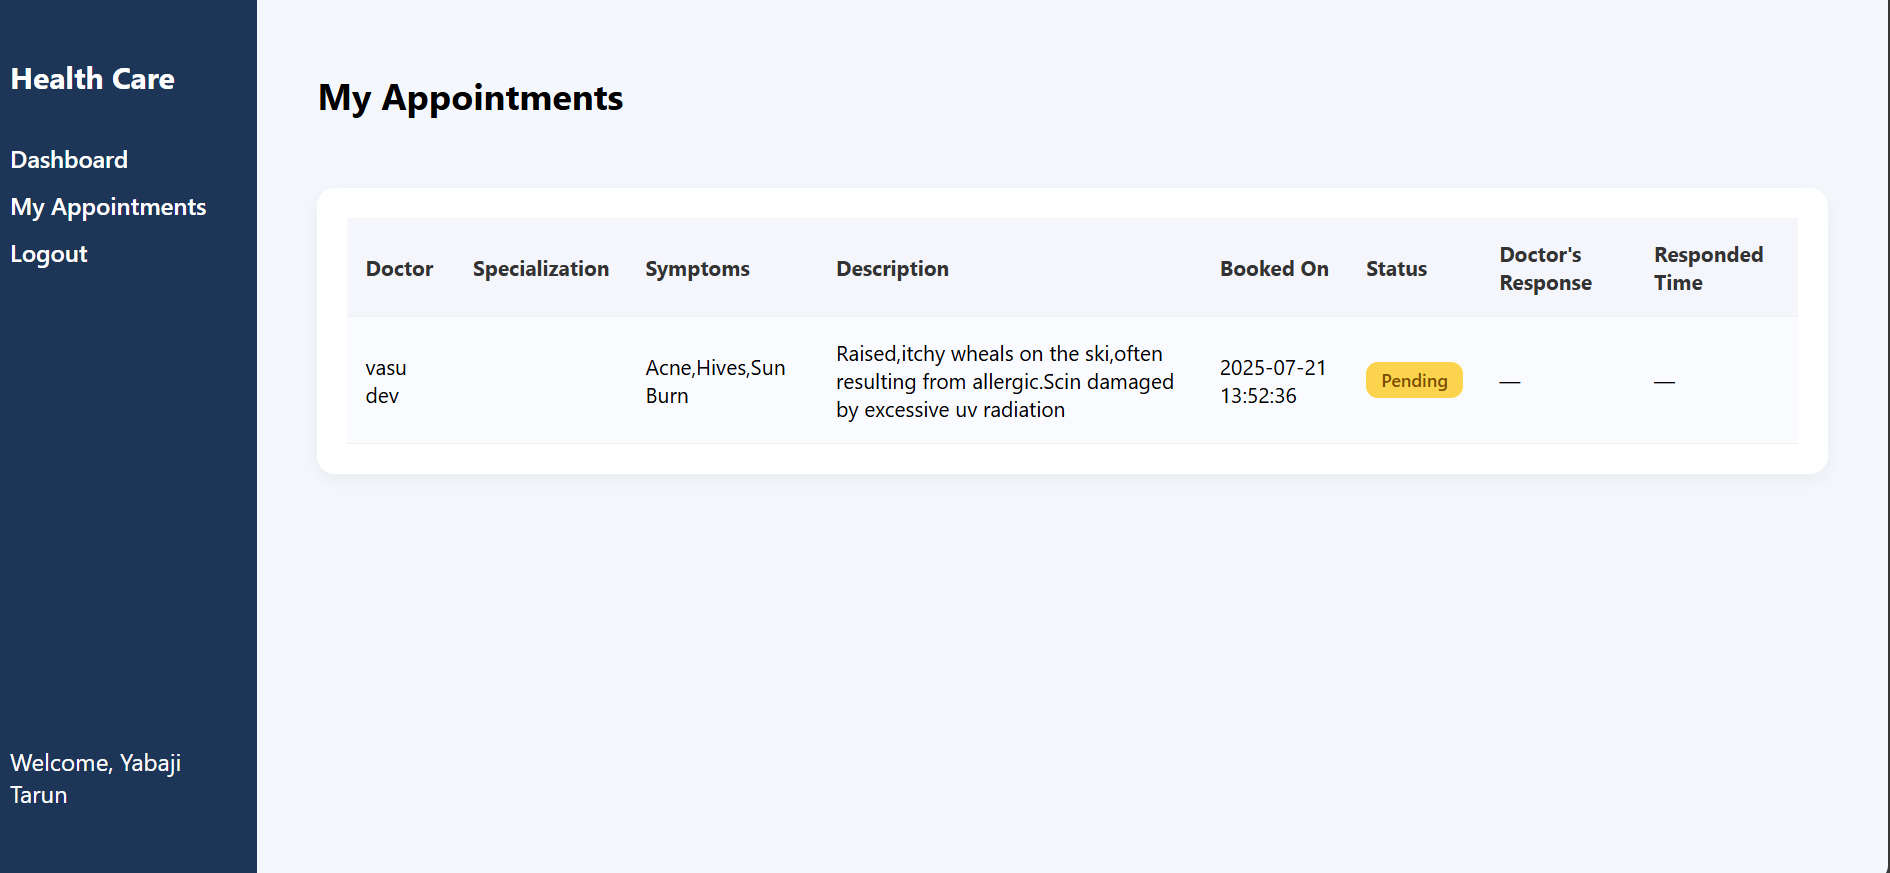 Health Care
Dashboard
My Appointments
Logout
Welcome, Yabaji
Tarun
My Appointments
Doctor Specialization Symptoms Description Booked On Status Doctor's Response Responded Time
vasu
dev
Acne,Hives,Sun
Burn
Raised,itchy wheals on the ski,often
resulting from allergic.Scin damaged
by excessive uv radiation
2025-07-21
13:52:36
Pending
—
—